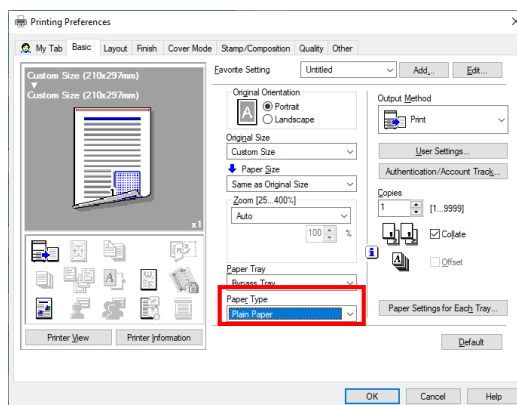 Printing Preferences
My Tab Basic Layout Finish Cover Mode Stamp/Composition Quality Other
Custom Size (210x297mm)
Custom Size (210x297mm)
1
x1
Printer View Printer Information
Favorite Setting Untitled Add... Edit...
Original Orientation
A
Portrait
Landscape
Original Size
Custom Size
Paper Size
Same as Original Size
Zoom [25...400%]
Auto
100 %
Paper Tray
Bypass Tray
Paper Type
Plain Paper
Output Method
Print
User Settings...
Authentication/Account Track...
Copies
1 [1...9999]
Collate
Offset
Paper Settings for Each Tray...
Default
OK Cancel Help